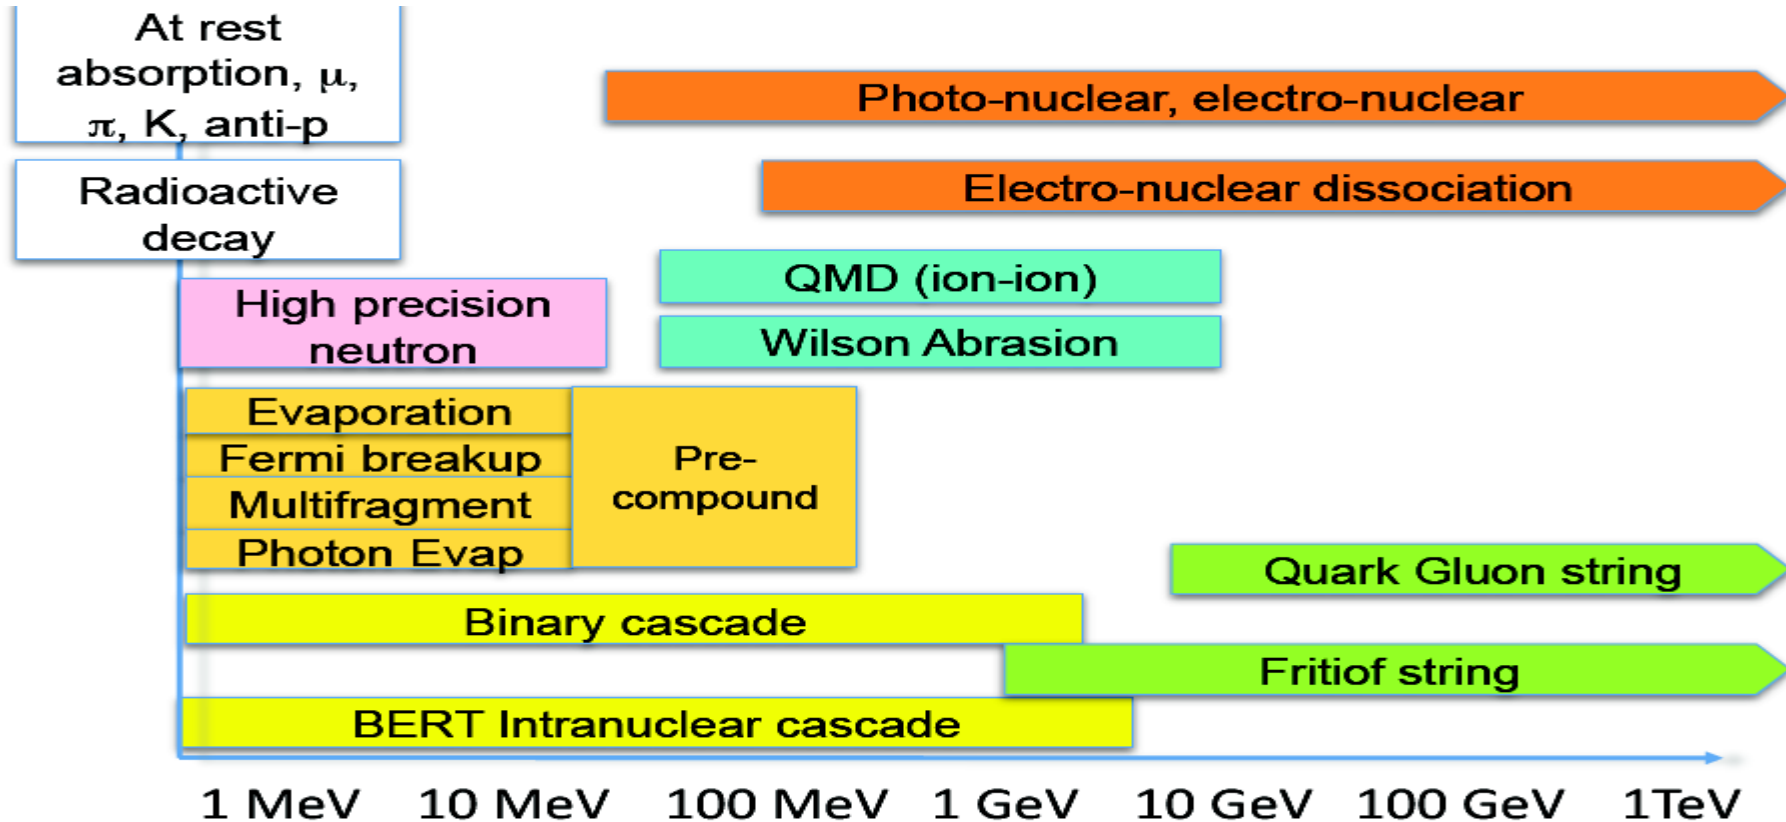 At rest
absorption, μ,
π, K, anti-p
Photo-nuclear, electro-nuclear
Radioactive
decay
Electro-nuclear dissociation
High precision
neutron
QMD (ion-ion)
Wilson Abrasion
Evaporation
Fermi breakup
Multifragment
Photon Evap
Pre-
compound
Quark Gluon string
Binary cascade
Fritiof string
BERT Intranuclear cascade
1 MeV 10 MeV 100 MeV 1 GeV 10 GeV 100 GeV 1TeV